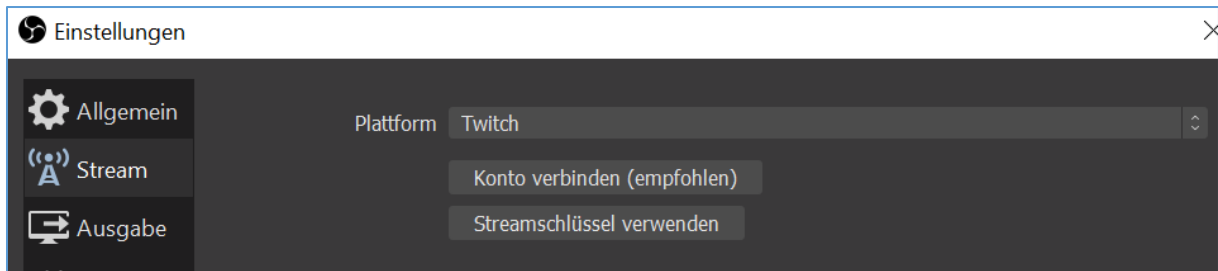 Einstellungen
Allgemein
Stream
Ausgabe
Plattform Twitch
Konto verbinden (empfohlen)
Streamschlüssel verwenden